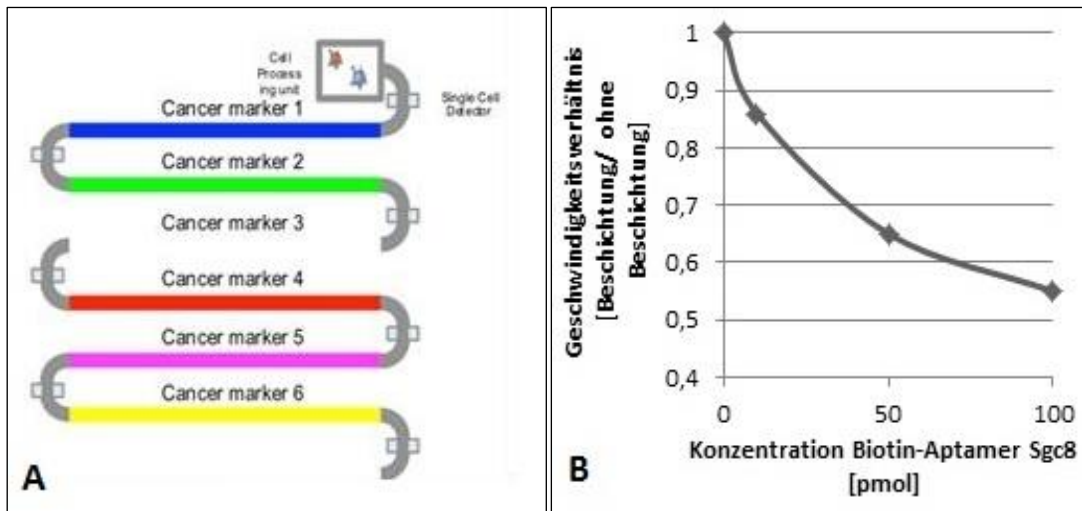 Cell
Process
ing unit
Single Cell
Detector
Cancer marker 1
Cancer marker 2
Cancer marker 3
Cancer marker 4
Cancer marker 5
Cancer marker 6
A
Geschwindigkeitsverhältnis
[Beschichtung/ ohne
Beschichtung]
1
0,9
0,8
0,7
0,6
0,5
0,4
0 50 100
Konzentration Biotin-Aptamer Sgc8
[pmol]
B